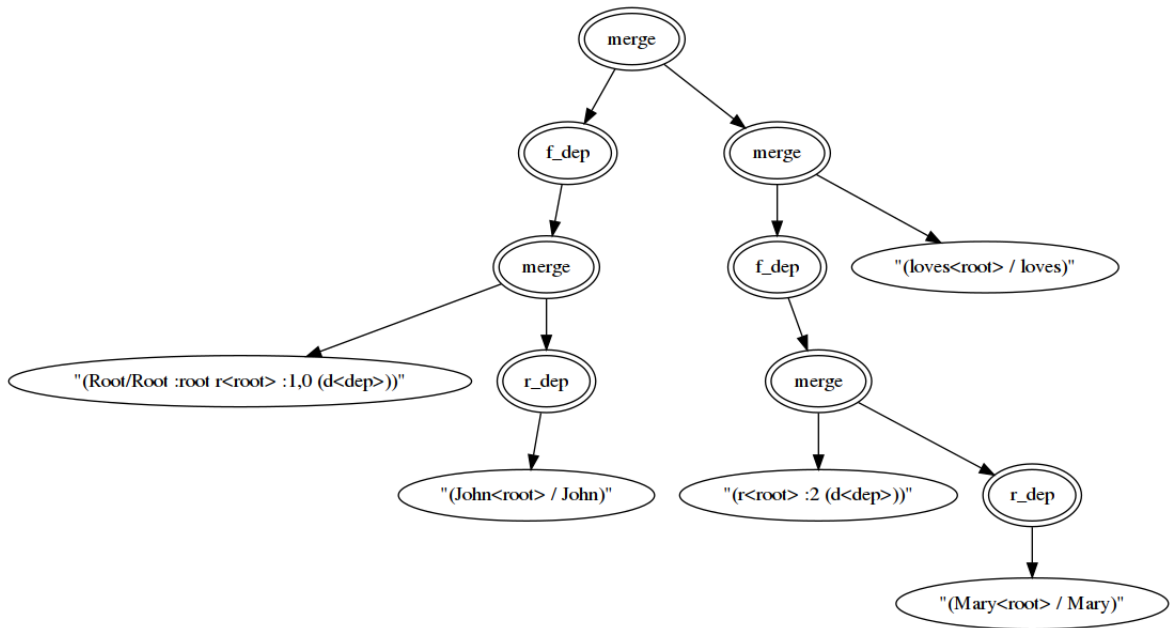 merge
f_dep
merge
merge
f_dep
"(loves<root> / loves)"
"(Root/Root :root r<root> :1,0 (d<dep>))"
r_dep
merge
"(John<root> / John)"
"(r<root> :2 (d<dep>))"
r_dep
"(Mary<root> / Mary)"